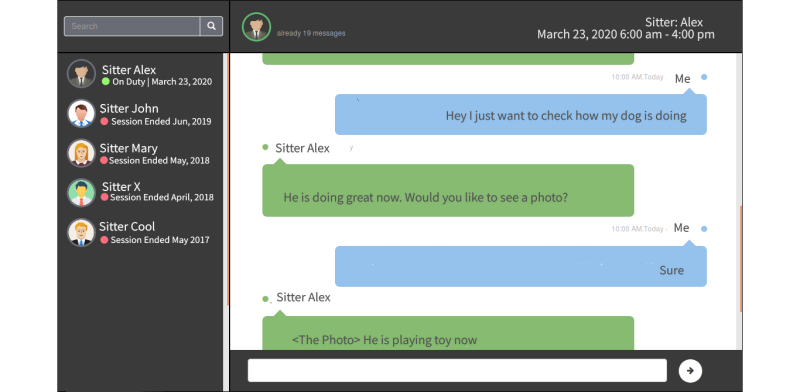 Search
already 19 messages
Sitter: Alex
March 23, 2020 6:00 am - 4:00 pm
Sitter Alex
On Duty | March 23, 2020
Sitter John
Session Ended Jun, 2019
Sitter Mary
Session Ended May, 2018
Sitter X
Session Ended April, 2018
Sitter Cool
Session Ended May 2017
10:00 AM.Today Me
Hey I just want to check how my dog is doing
Sitter Alex y
He is doing great now. Would you like to see a photo?
10:00 AM.Today - Me
Sure
Sitter Alex
<The Photo> He is playing toy now